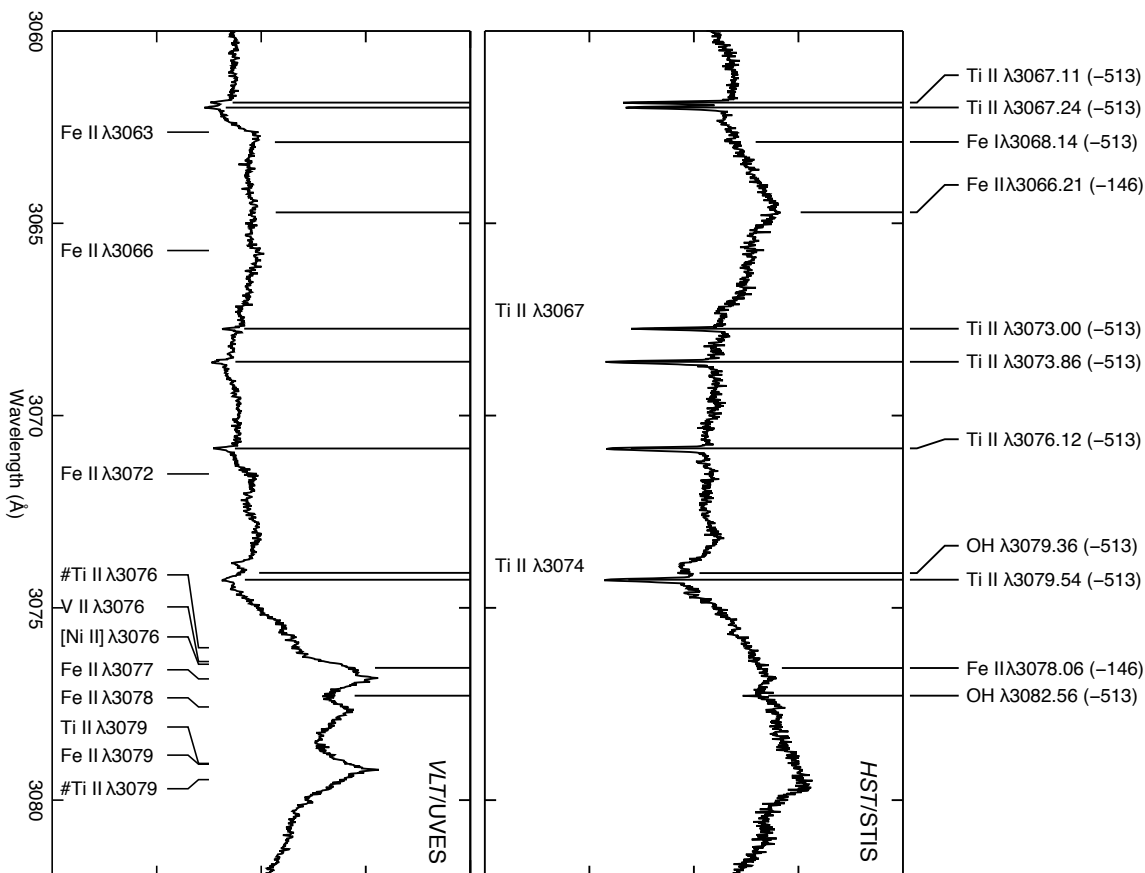 Ti II λ3067.11 (−513)
Ti II λ3067.24 (−513)
Fe Iλ3068.14 (−513)
Fe IIλ3066.21 (−146)
Ti II λ3073.00 (−513)
Ti II λ3073.86 (−513)
Ti II λ3076.12 (−513)
OH λ3079.36 (−513)
Ti II λ3079.54 (−513)
Fe IIλ3078.06 (−146)
OH λ3082.56 (−513)
HST/STIS
Ti II λ3067
Ti II λ3074
VLT/UVES
Fe II λ3063
Fe II λ3066
Fe II λ3072
#Ti II λ3076
V II λ3076
[Ni II] λ3076
Fe II λ3077
Fe II λ3078
Ti II λ3079
Fe II λ3079
#Ti II λ3079
3060
3065
3070
3075
3080
Wavelength (Å)